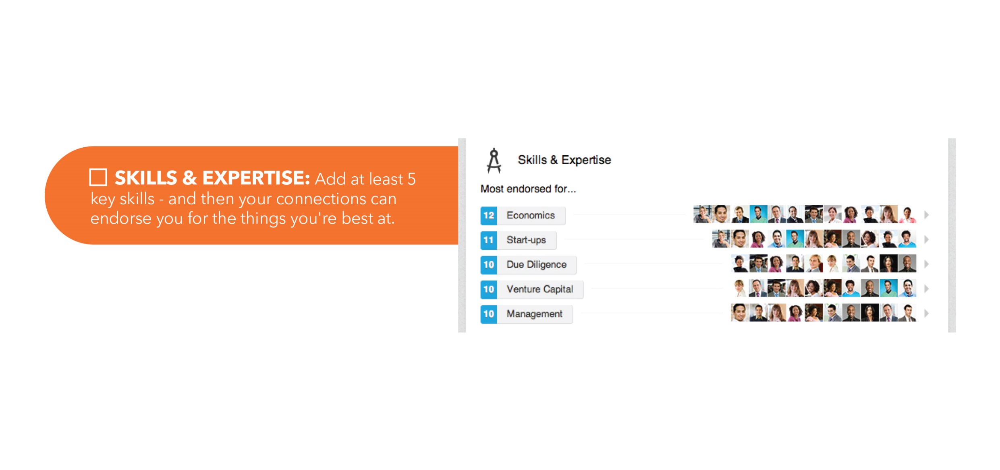 SKILLS & EXPERTISE: Add at least 5
key skills - and then your connections can
endorse you for the things you're best at.
Skills & Expertise
Most endorsed for...
12 Economics
11 Start-ups
10 Due Diligence
10 Venture Capital
10 Management